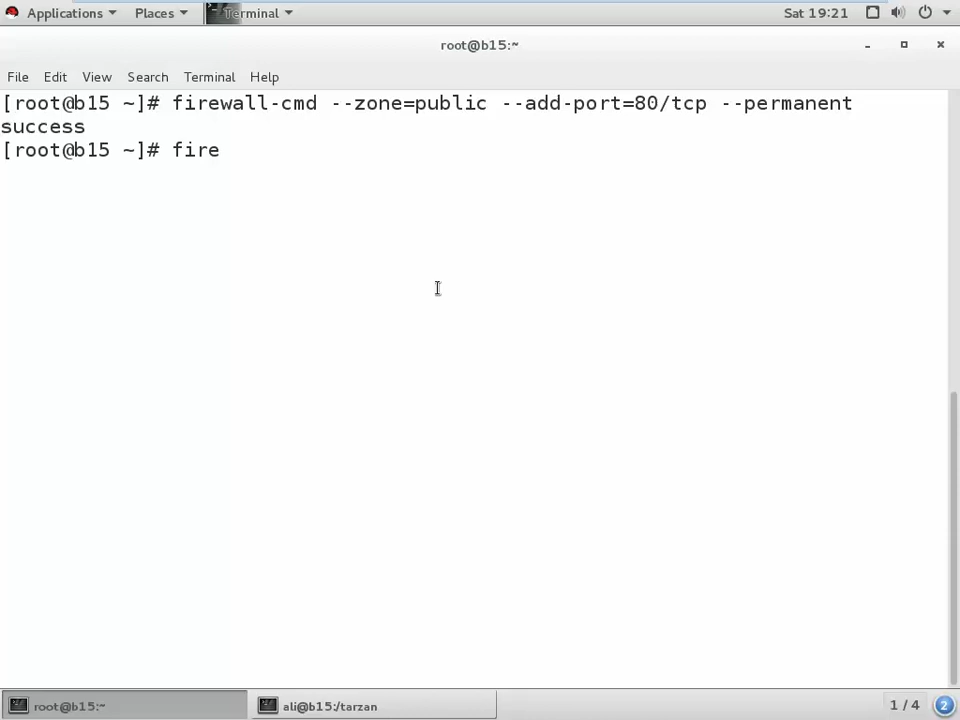 Applications Places Terminal Sat 19:21
root@b15:~
File Edit View Search Terminal Help
[root@b15 ~]# firewall-cmd --zone=public --add-port=80/tcp --permanent
success
[root@b15 ~]# fire
root@b15:~ ali@b15:/tarzan 1 / 4 2